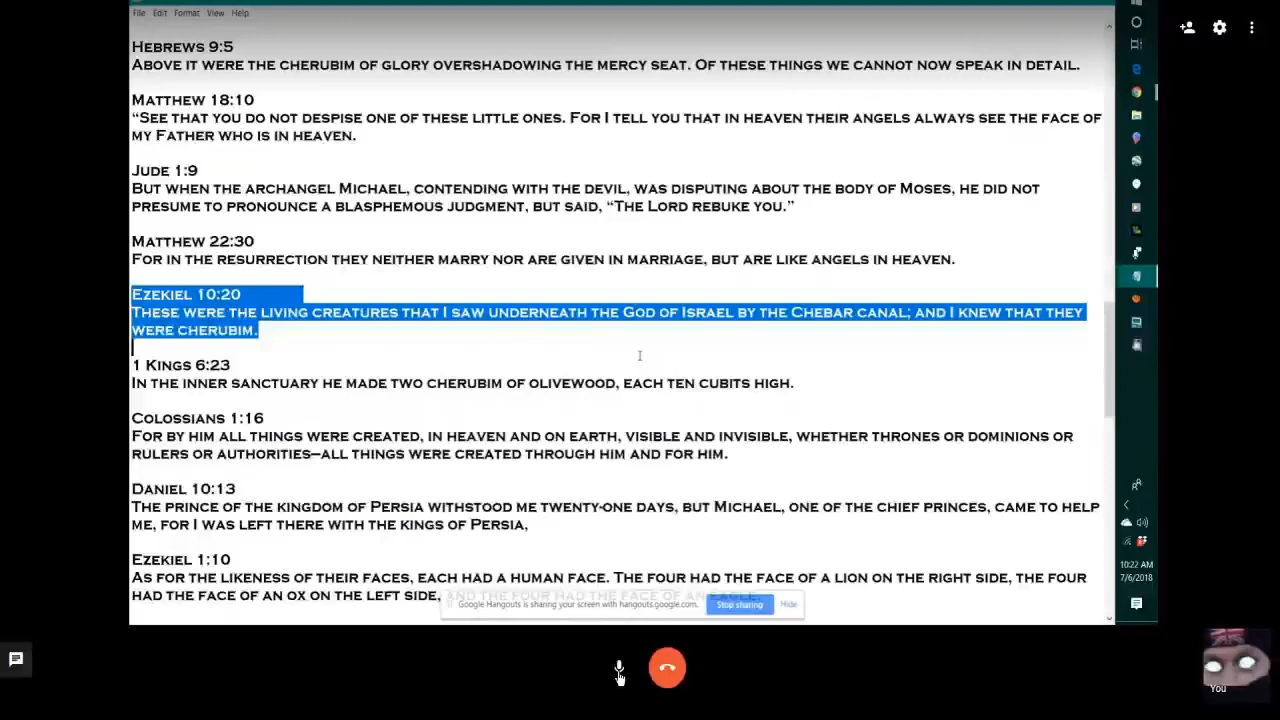 File Edit Format View Help
Hebrews 9:5
Above it were the cherubim of glory overshadowing the mercy seat. Of these things we cannot now speak in detail.
Matthew 18:10
“See that you do not despise one of these little ones. For I tell you that in heaven their angels always see the face of
my Father who is in heaven.
Jude 1:9
But when the archangel Michael, contending with the devil, was disputing about the body of Moses, he did not
presume to pronounce a blasphemous judgment, but said, “The Lord rebuke you.”
Matthew 22:30
For in the resurrection they neither marry nor are given in marriage, but are like angels in heaven.
Ezekiel 10:20
These were the living creatures that I saw underneath the God of Israel by the Chebar canal; and I knew that they
were cherubim.
1 Kings 6:23
In the inner sanctuary he made two cherubim of olivewood, each ten cubits high.
Colossians 1:16
For by him all things were created, in heaven and on earth, visible and invisible, whether thrones or dominions or
rulers or authorities—all things were created through him and for him.
Daniel 10:13
The prince of the kingdom of Persia withstood me twenty-one days, but Michael, one of the chief princes, came to help
me, for I was left there with the kings of Persia,
Ezekiel 1:10
As for the likeness of their faces, each had a human face. The four had the face of a lion on the right side, the four
had the face of an ox on the left side, and the four had the face of an eagle.
Google Hangouts is sharing your screen with hangouts.google.com.
Stop sharing
Hide
10:22 AM
7/6/2018
You